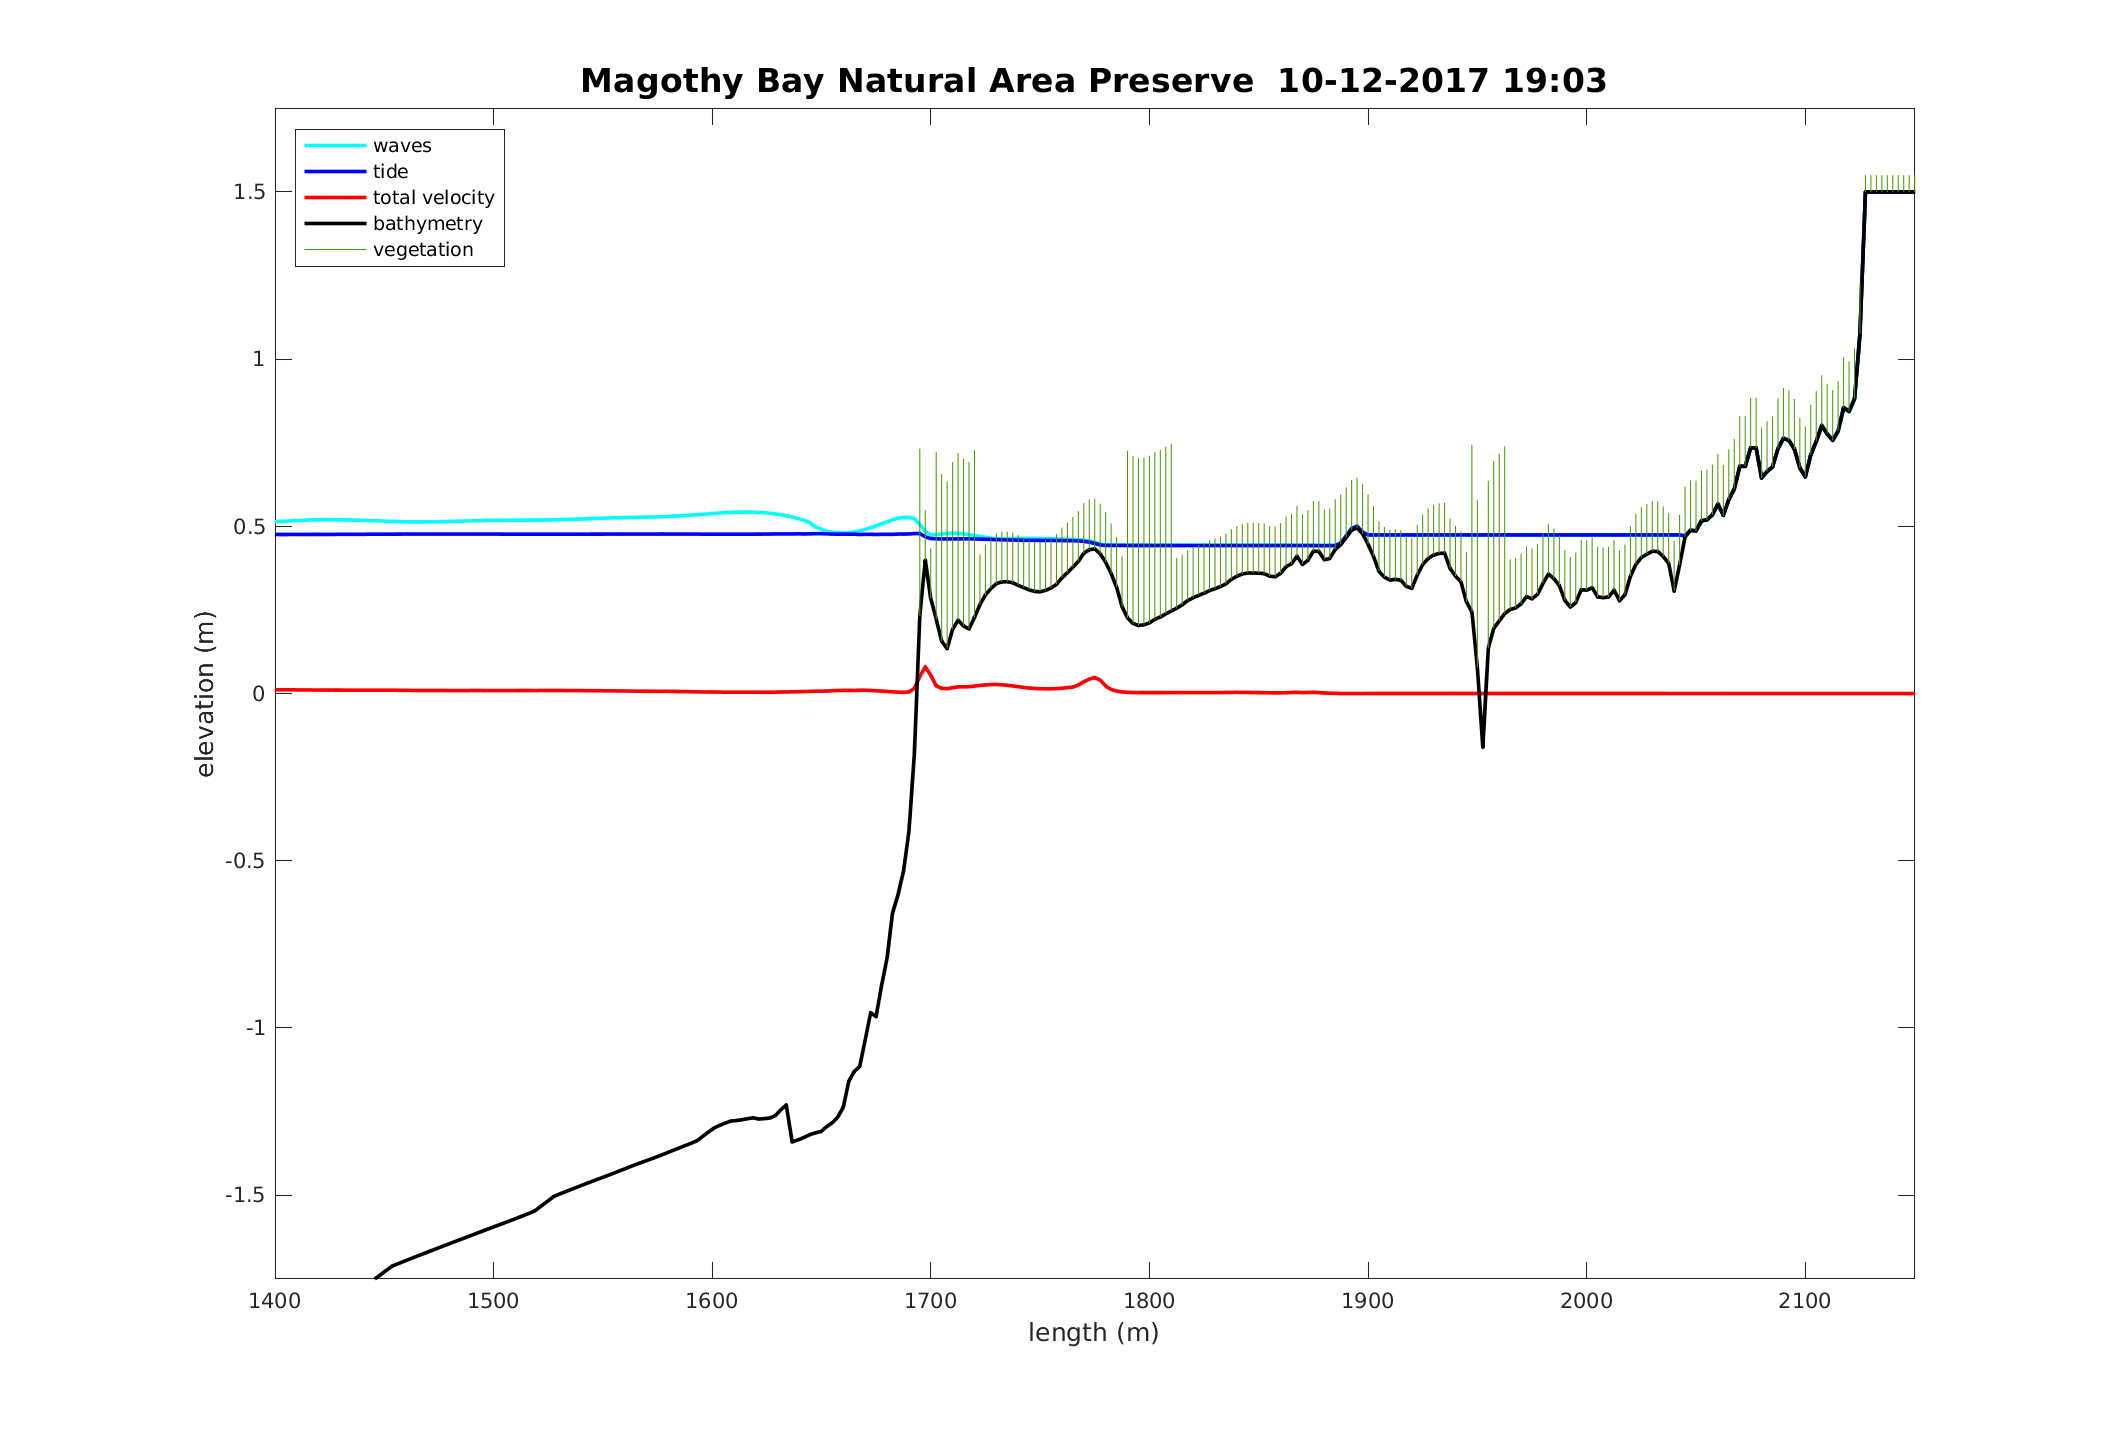 Magothy Bay Natural Area Preserve  10-12-2017 19:03
waves
tide
total velocity
bathymetry
vegetation
1.5
1
0.5
0
-0.5
-1
-1.5
elevation (m)
1400 1500 1600 1700 1800 1900 2000 2100
length (m)